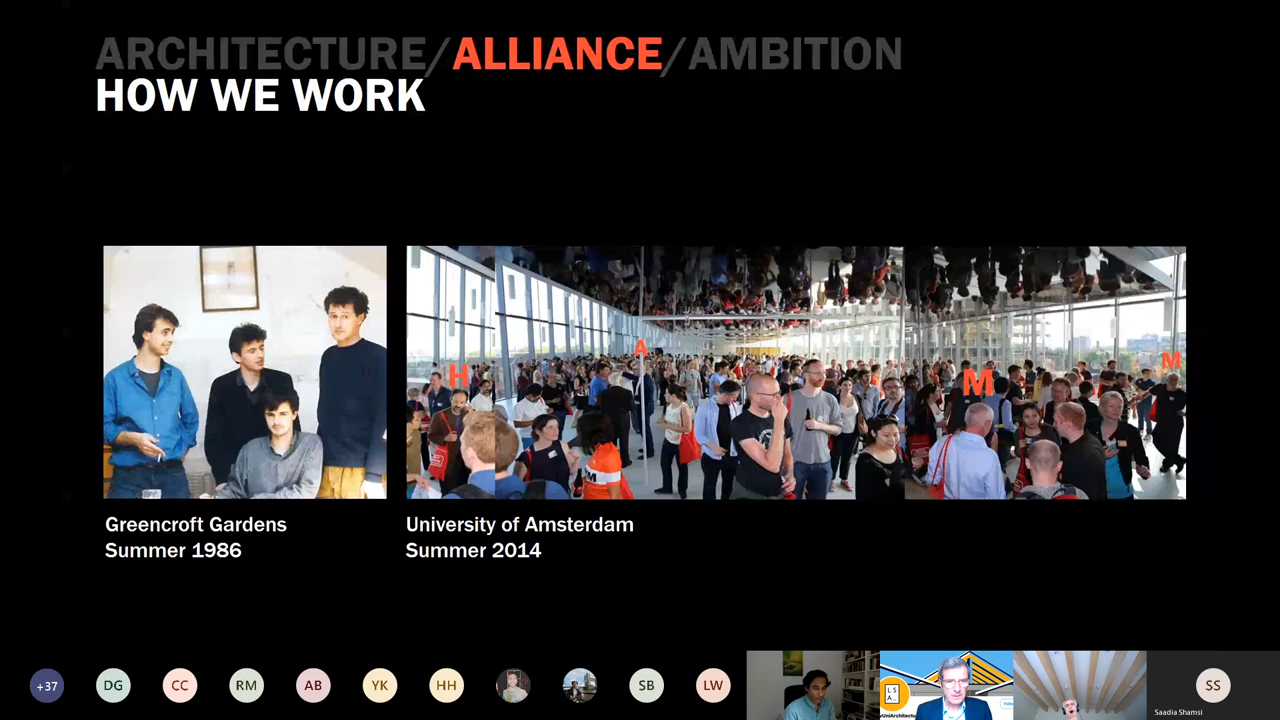 ARCHITECTURE/ALLIANCE/AMBITION
HOW WE WORK
H
A
M
M
M
Greencroft Gardens
Summer 1986
University of Amsterdam
Summer 2014
+37
DG
CC
RM
AB
YK
HH
SB
LW
L S
A
SS
Saadia Shamsi